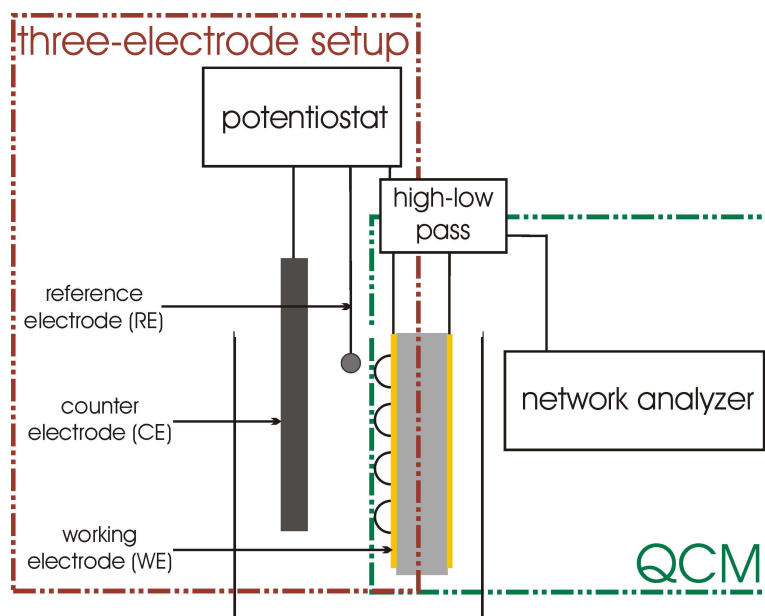 three-electrode setup
potentiostat
high-low
pass
reference
electrode (RE)
counter
electrode (CE)
network analyzer
working
electrode (WE)
QCM